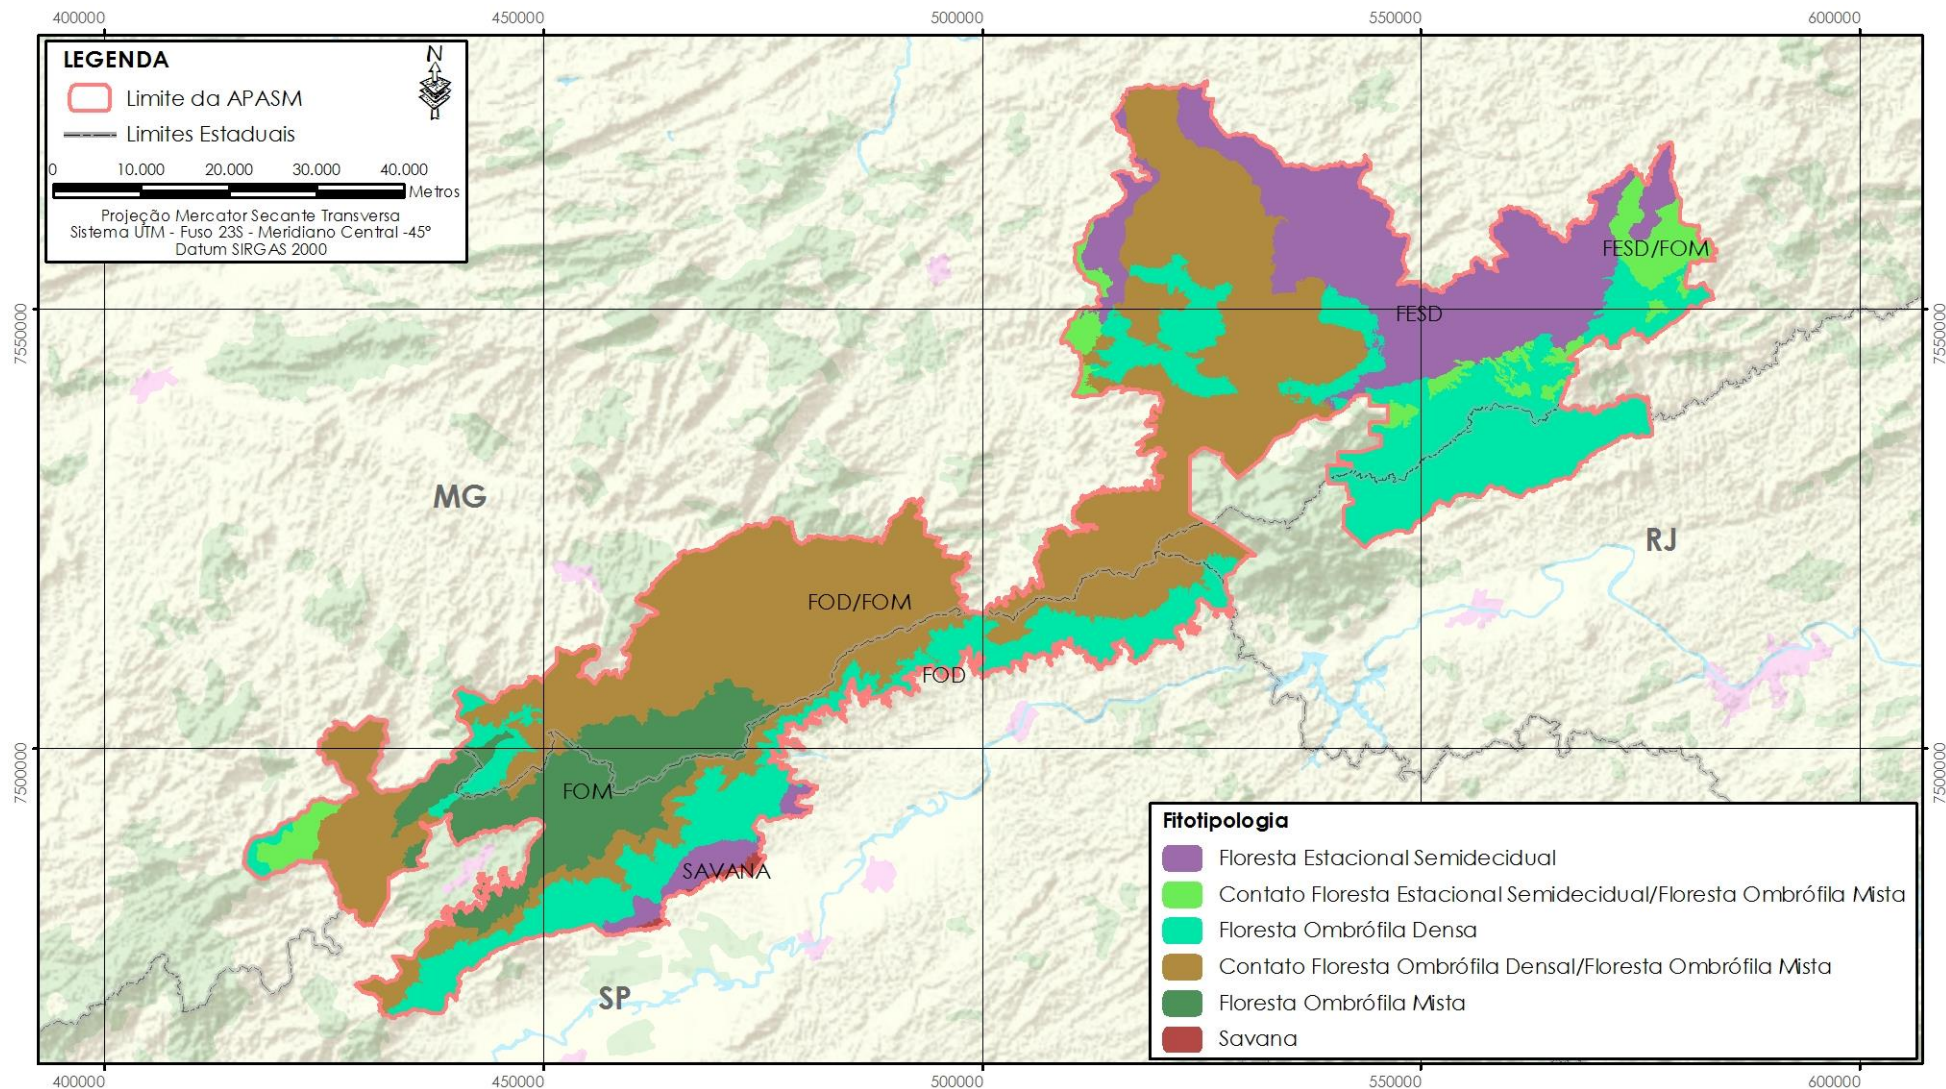 400000 450000 500000 550000 600000
LEGENDA
N
Limite da APASM
Limites Estaduais
0 10.000 20.000 30.000 40.000
Metros
Projeção Mercator Secante Transversa
Sistema UTM - Fuso 23S - Meridiano Central -45º
Datum SIRGAS 2000
FESD/FOM
7550000 FESD 7550000
MG
RJ
FOD/FOM
FOD
7500000 7500000
FOM
SAVANA
SP
Fitotipologia
Floresta Estacional Semidecidual
Contato Floresta Estacional Semidecidual/Floresta Ombrófila Mista
Floresta Ombrófila Densa
Contato Floresta Ombrófila Densal/Floresta Ombrófila Mista
Floresta Ombrófila Mista
Savana
400000 450000 500000 550000 600000